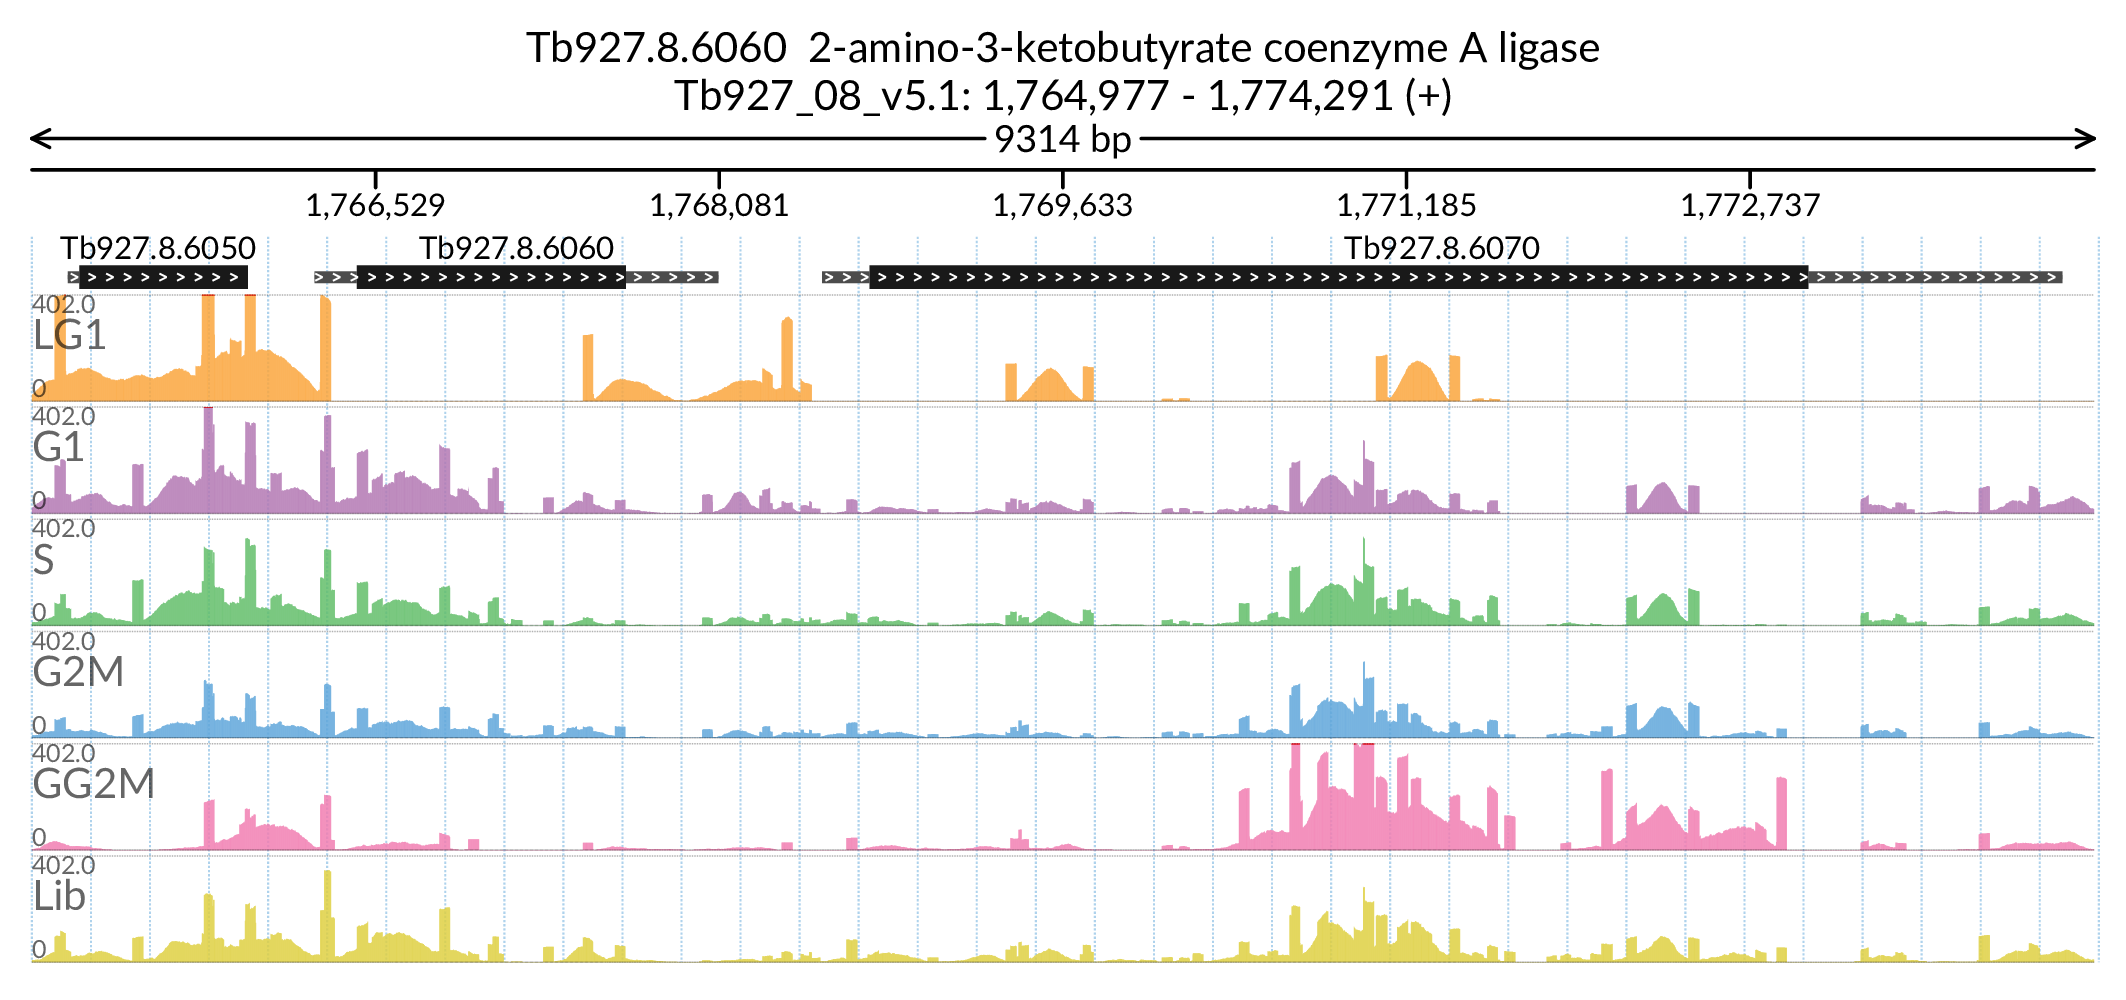 Tb927.8.6060 2-amino-3-ketobutyrate coenzyme A ligase
Tb927_08_v5.1: 1,764,977 - 1,774,291 (+)
9314 bp
1,766,529 1,768,081 1,769,633 1,771,185 1,772,737
Tb927.8.6050 Tb927.8.6060 Tb927.8.6070
402.0
LG1
0
402.0
G1
0
402.0
S
0
402.0
G2M
0
402.0
GG2M
0
402.0
Lib
0